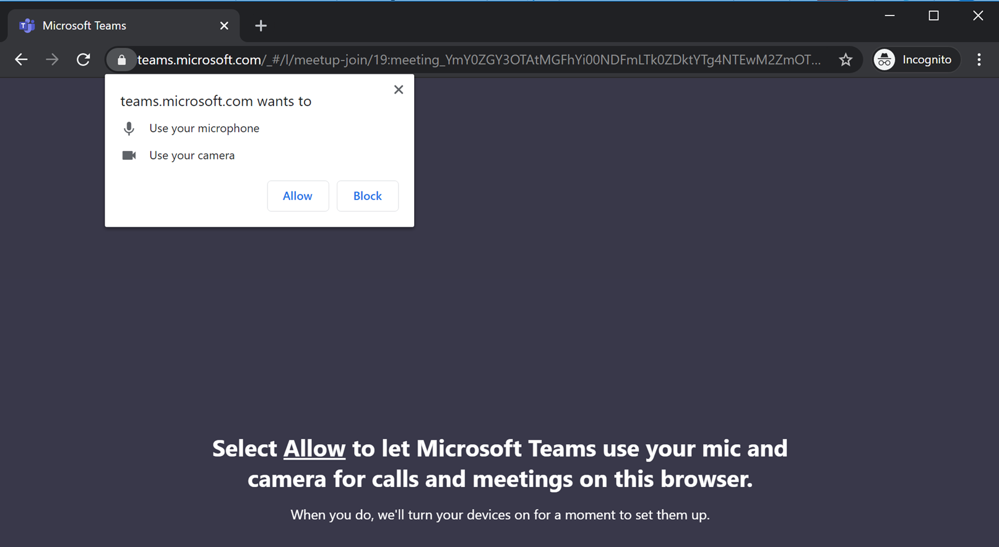 Microsoft Teams
teams.microsoft.com/_#/l/meetup-join/19:meeting_YmY0ZGY3OTAtMGFhYi00NDFmLTk0ZDktYTg4NTEwM2ZmOT...
Incognito
teams.microsoft.com wants to
Use your microphone
Use your camera
Allow
Block
Select Allow to let Microsoft Teams use your mic and
camera for calls and meetings on this browser.
When you do, we'll turn your devices on for a moment to set them up.